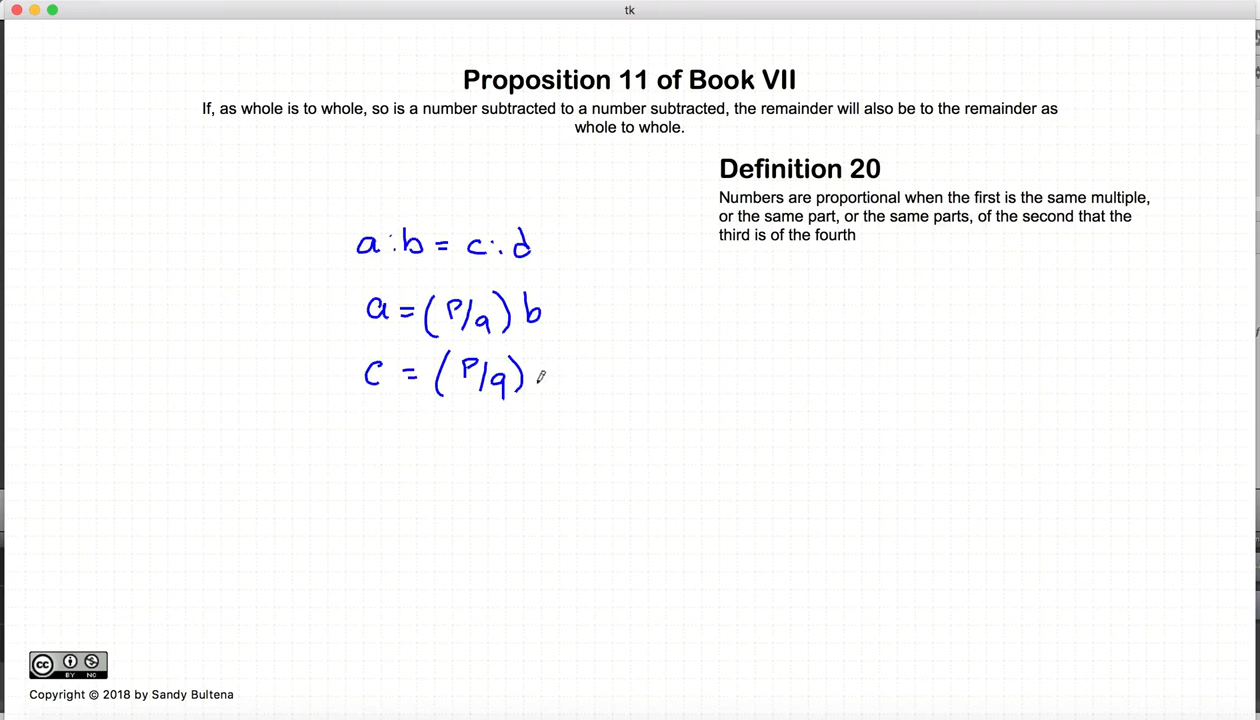 tk
Proposition 11 of Book VII
If, as whole is to whole, so is a number subtracted to a number subtracted, the remainder will also be to the remainder as
whole to whole.
Definition 20
Numbers are proportional when the first is the same multiple,
or the same part, or the same parts, of the second that the
third is of the fourth
a:b = c:d
a = (P/q) b
c = (P/q)
cc
BY NC
Copyright © 2018 by Sandy Bultena